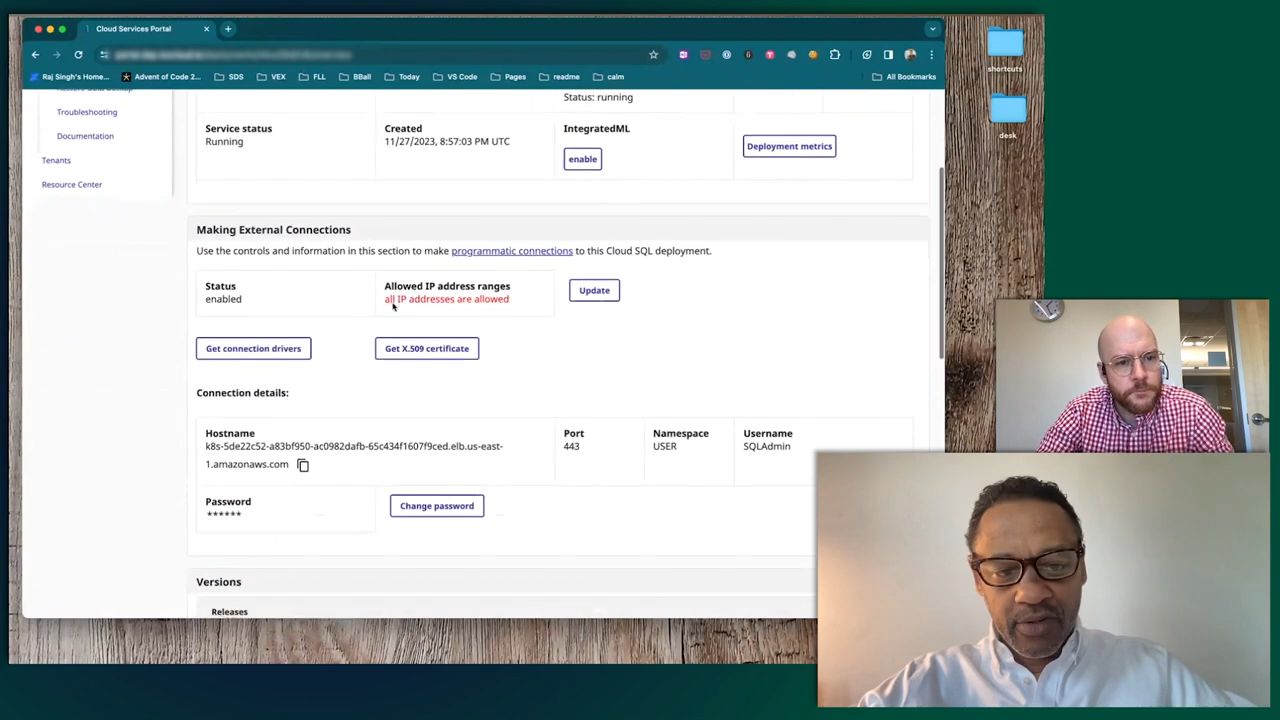 Cloud Services Portal
Raj Singh's Home...
Advent of Code 2...
SDS
VEX
FLL
BBall
Today
VS Code
Pages
readme
calm
All Bookmarks
shortcuts
desk
Troubleshooting
Documentation
Tenants
Resource Center
Status: running
Service status
Running
Created
11/27/2023, 8:57:03 PM UTC
IntegratedML
enable
Deployment metrics
Making External Connections
Use the controls and information in this section to make programmatic connections to this Cloud SQL deployment.
Status
enabled
Allowed IP address ranges
all IP addresses are allowed
Update
Get connection drivers
Get X.509 certificate
Connection details:
Hostname
k8s-5de22c52-a83bf950-ac0982dafb-65c434f1607f9ced.elb.us-east-
1.amazonaws.com
Port
443
Namespace
USER
Username
SQLAdmin
Password
******
Change password
Versions
Releases